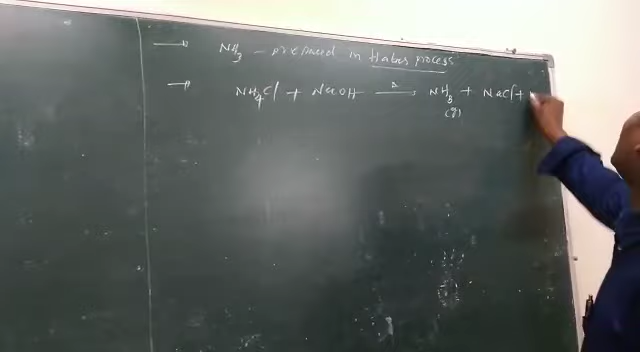 → NH3 – prepared in Habers process
→ NH4Cl + NaOH —Δ→ NH3 + NaCl +
(g)